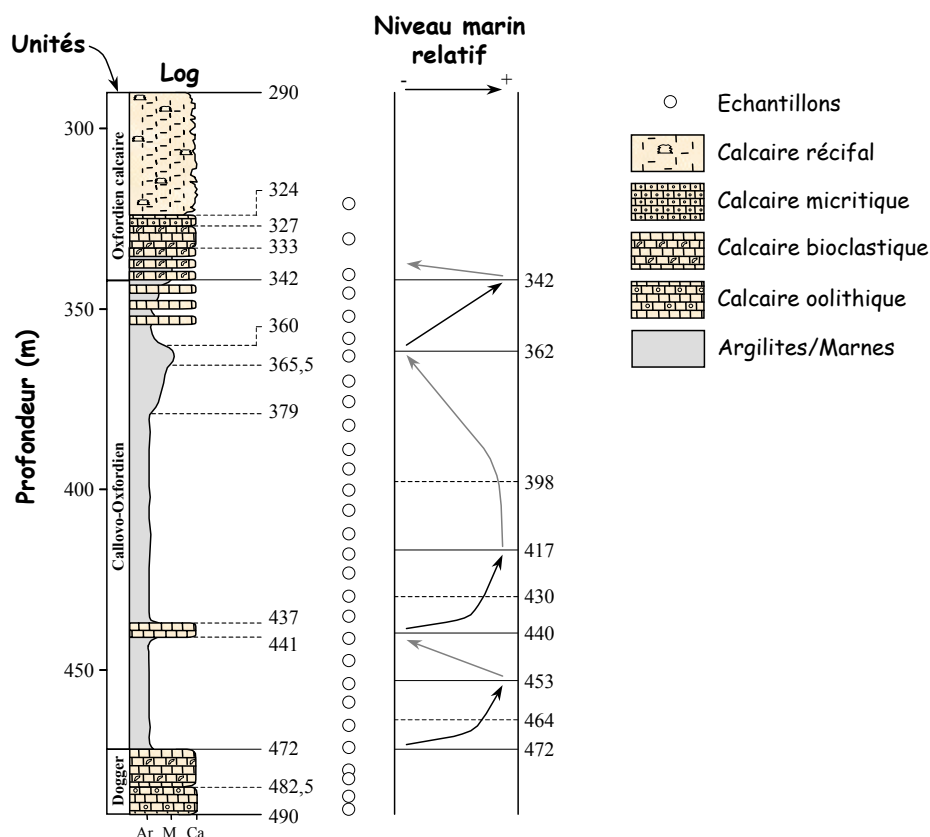 Unités
Log
Niveau marin
relatif
- +
Profondeur (m)
300
350
400
450
Oxfordien calcaire
Callovo-Oxfordien
Dogger
290
324
327
333
342
360
365,5
379
437
441
472
482,5
490
Ar M Ca
342
362
398
417
430
440
453
464
472
Echantillons
Calcaire récifal
Calcaire micritique
Calcaire bioclastique
Calcaire oolithique
Argilites/Marnes